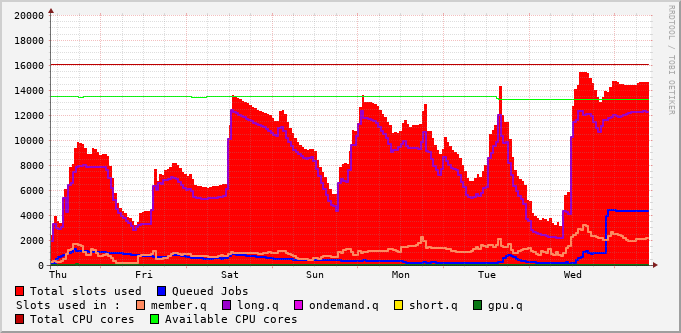 20000
18000
16000
14000
12000
10000
8000
6000
4000
2000
0
Thu Fri Sat Sun Mon Tue Wed
RRDTOOL / TOBI OETIKER
Total slots used Queued Jobs
Slots used in : member.q long.q ondemand.q short.q gpu.q
Total CPU cores Available CPU cores